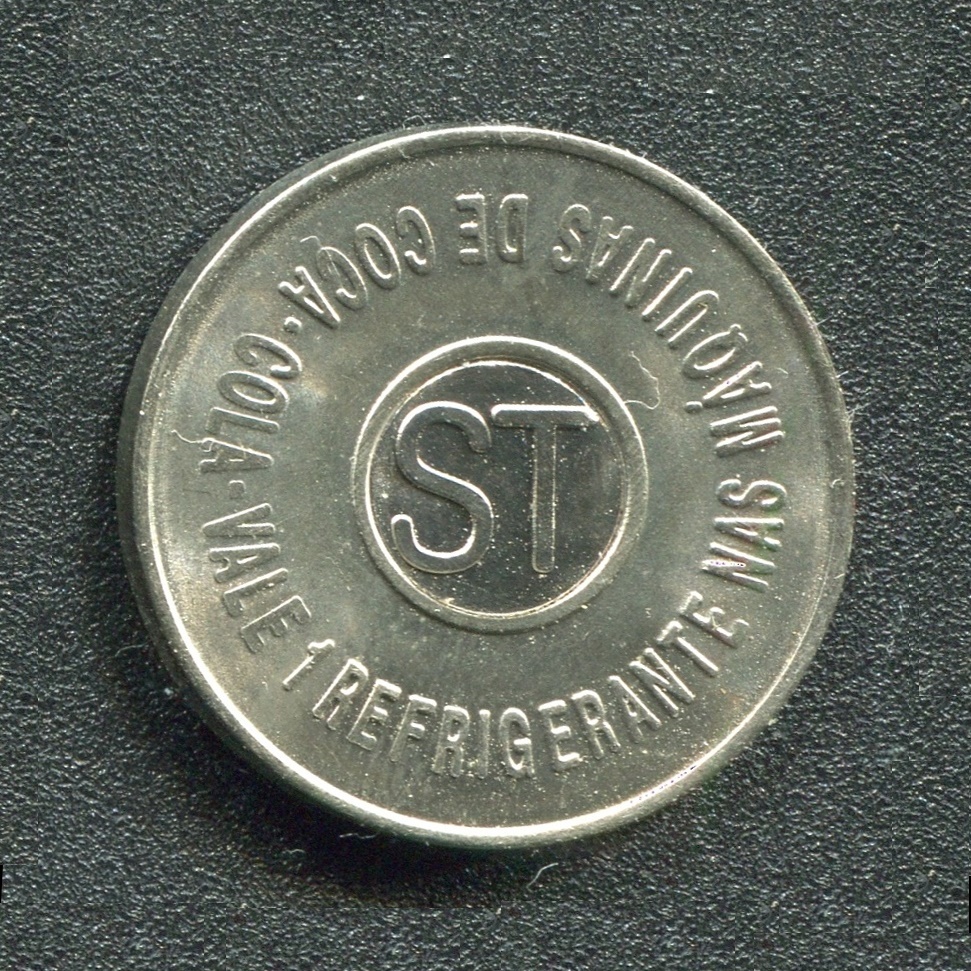 VALE 1 REFRIGERANTE NAS MÁQUINAS DE COCA·COLA·
ST